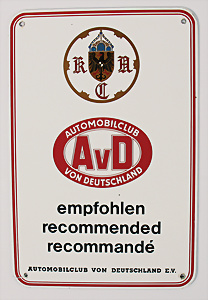 K A
C
AUTOMOBILCLUB
AvD
VON DEUTSCHLAND
empfohlen
recommended
recommandé
AUTOMOBILCLUB VON DEUTSCHLAND E.V.